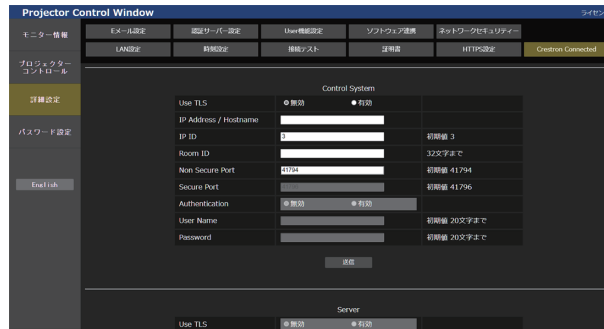 Projector Control Window
ライセン
モニター情報
プロジェクター
コントロール
詳細設定
パスワード設定
English
Eメール設定
認証サーバー設定
User機能設定
ソフトウェア連携
ネットワークセキュリティー
LAN設定
時刻設定
接続テスト
証明書
HTTPS設定
Crestron Connected
Control System
Use TLS 無効 有効
IP Address / Hostname
IP ID 3 初期値 3
Room ID 32文字まで
Non Secure Port 41794 初期値 41794
Secure Port 初期値 41796
Authentication 無効 有効
User Name 初期値 20文字まで
Password 初期値 20文字まで
送信
Server
Use TLS 無効 有効